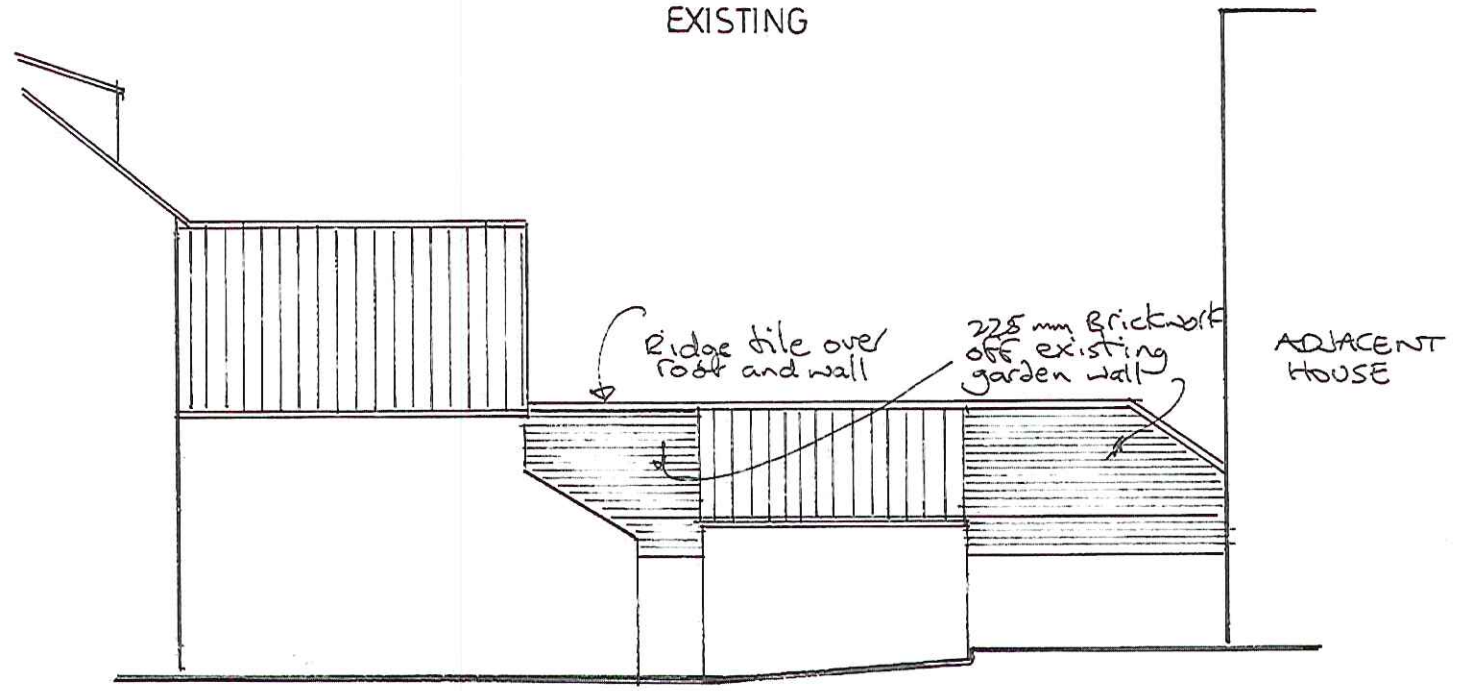 EXISTING
Ridge tile over
roof and wall
225 mm Brickwork
off existing
garden wall
ADJACENT
HOUSE